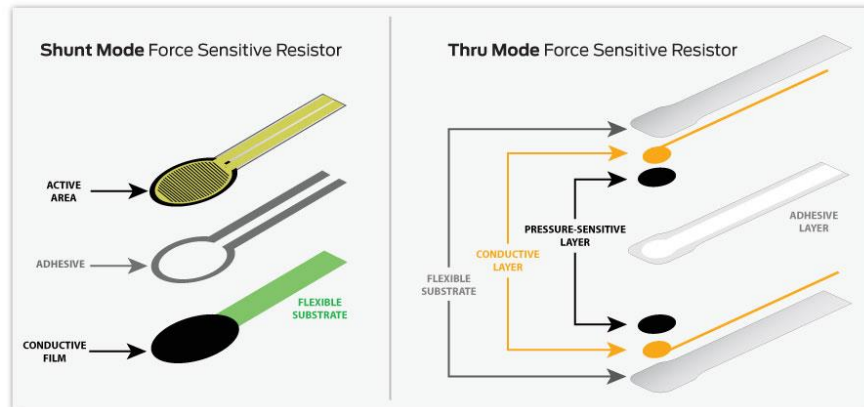 Shunt Mode Force Sensitive Resistor
ACTIVE
AREA
ADHESIVE
FLEXIBLE
SUBSTRATE
CONDUCTIVE
FILM
Thru Mode Force Sensitive Resistor
PRESSURE-SENSITIVE
LAYER
ADHESIVE
LAYER
CONDUCTIVE
LAYER
FLEXIBLE
SUBSTRATE